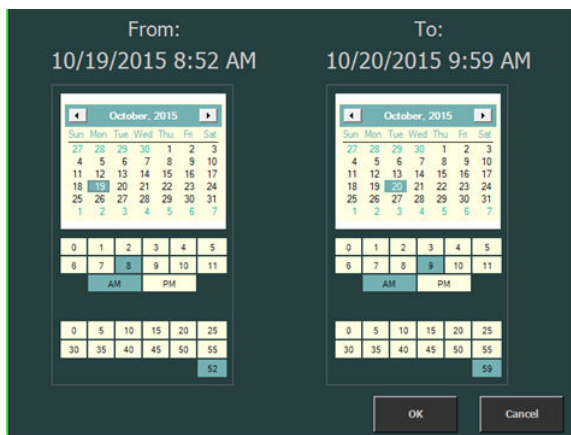 From:
10/19/2015 8:52 AM
October, 2015
Sun Mon Tue Wed Thu Fri Sat
27 28 29 30 1 2 3
4 5 6 7 8 9 10
11 12 13 14 15 16 17
18 19 20 21 22 23 24
25 26 27 28 29 30 31
1 2 3 4 5 6 7
0 1 2 3 4 5
6 7 8 9 10 11
AM PM
0 5 10 15 20 25
30 35 40 45 50 55
52
To:
10/20/2015 9:59 AM
October, 2015
Sun Mon Tue Wed Thu Fri Sat
27 28 29 30 1 2 3
4 5 6 7 8 9 10
11 12 13 14 15 16 17
18 19 20 21 22 23 24
25 26 27 28 29 30 31
1 2 3 4 5 6 7
0 1 2 3 4 5
6 7 8 9 10 11
AM PM
0 5 10 15 20 25
30 35 40 45 50 55
59
OK Cancel